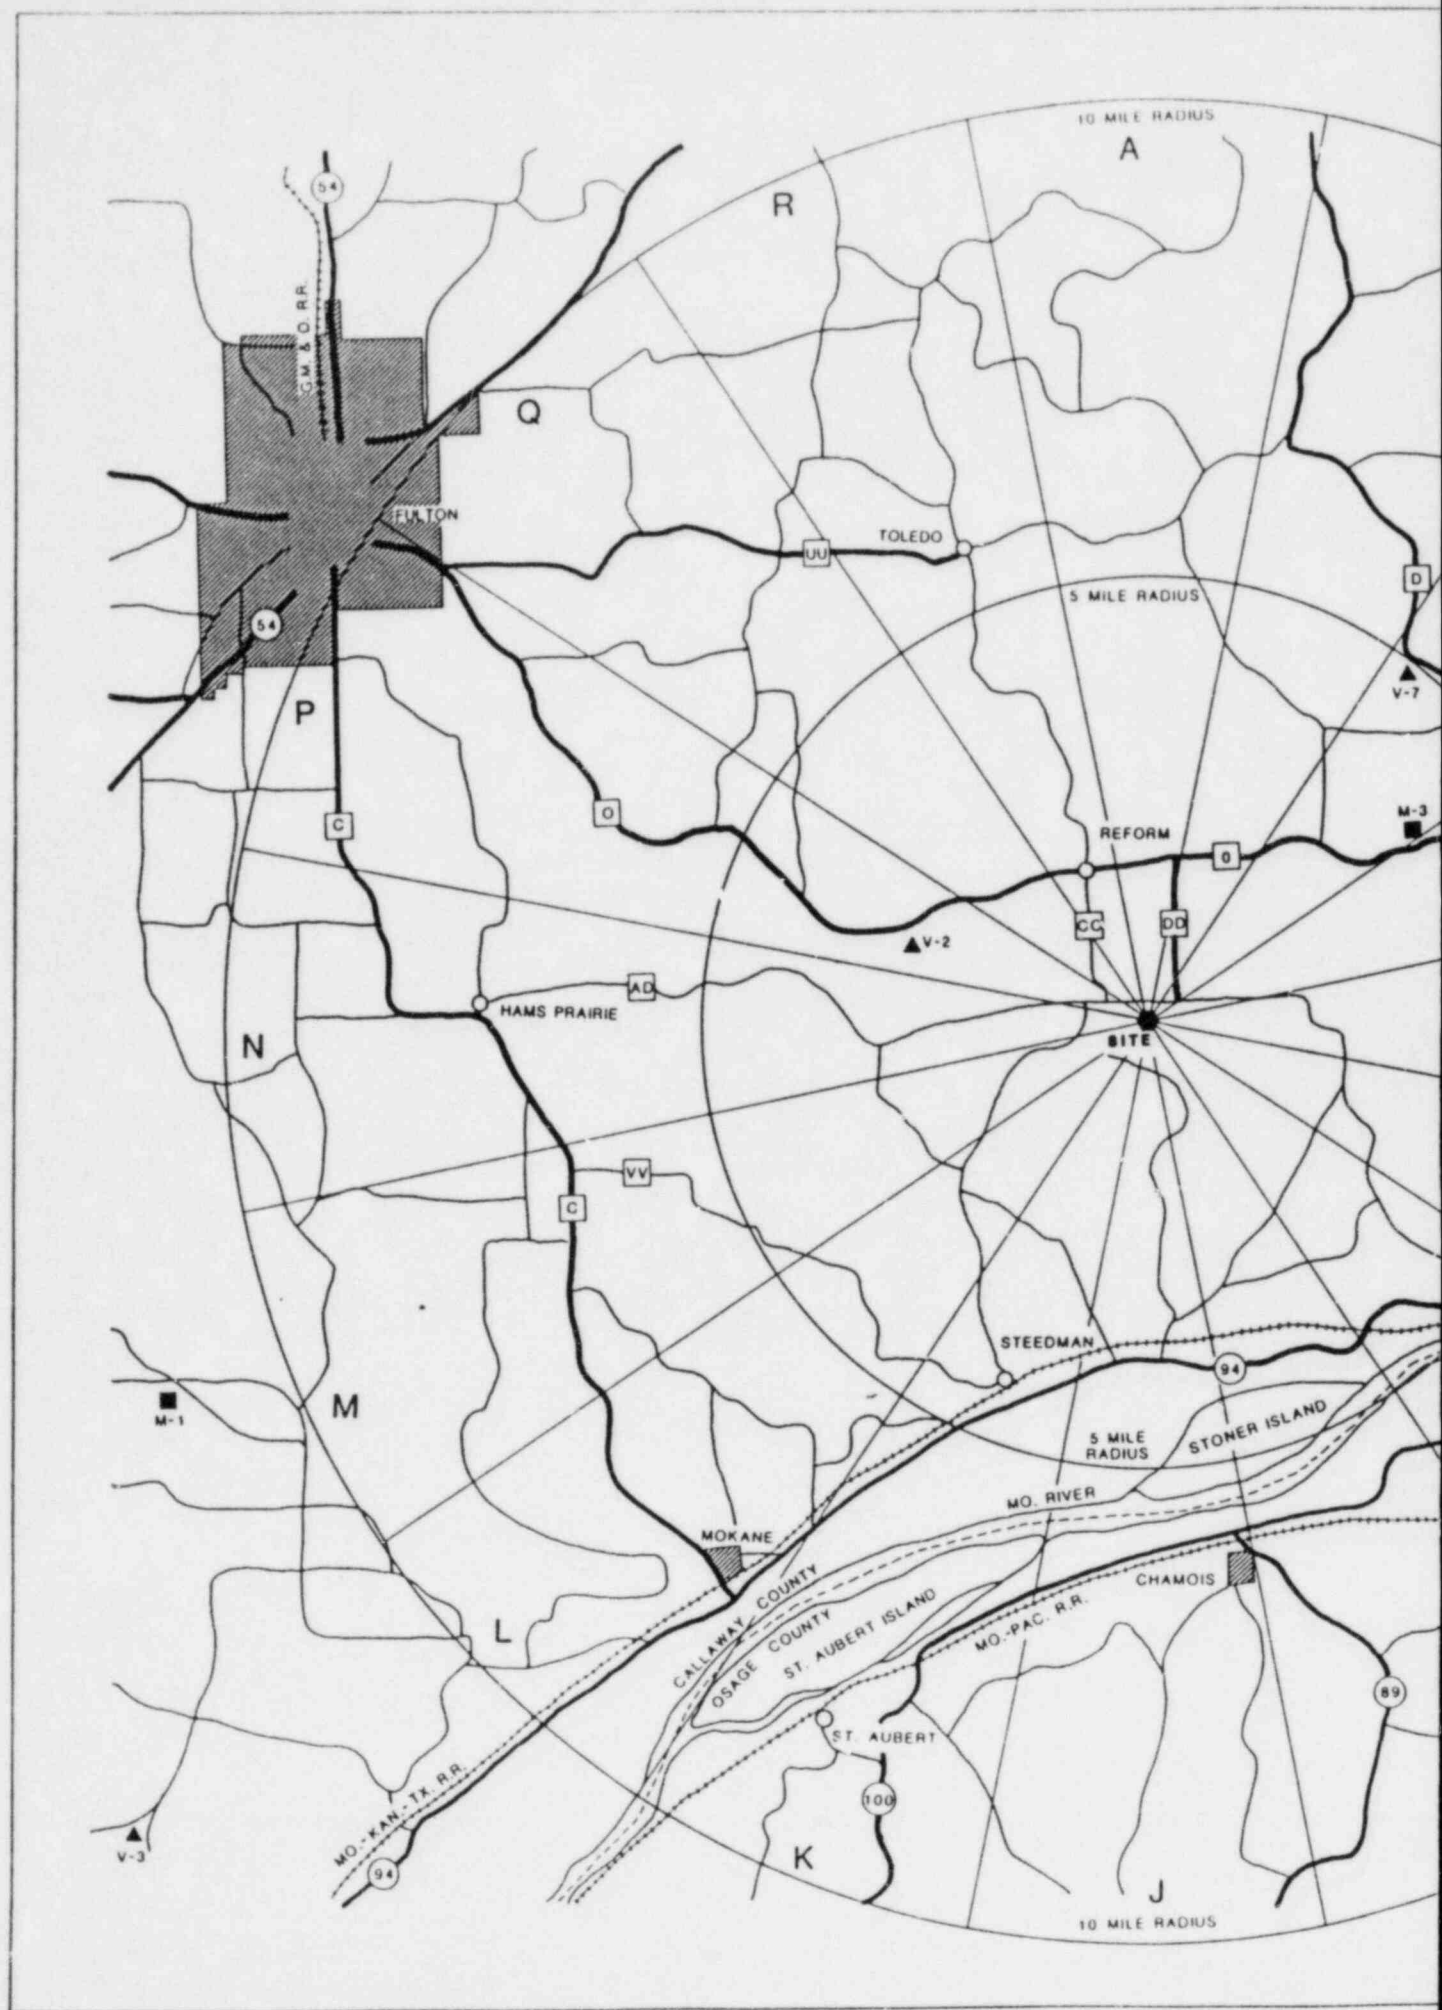 10 MILE RADIUS
A
R
54
G.M. & O. R.R.
Q
FULTON
TOLEDO
UU
D
5 MILE RADIUS
54
V-7
P
O
C
M-3
REFORM
O
CC
DD
V-2
AD
HAMS PRAIRIE
SITE
N
VV
C
STEEDMAN
94
M-1
M
5 MILE
RADIUS
STONER ISLAND
MO. RIVER
MOKANE
CHAMOIS
CALLAWAY COUNTY
OSAGE COUNTY
ST. AUBERT ISLAND
MO.-PAC. R.R.
L
89
ST. AUBERT
MO.-KAN.-TX. R.R.
100
V-3
94
K
J
10 MILE RADIUS